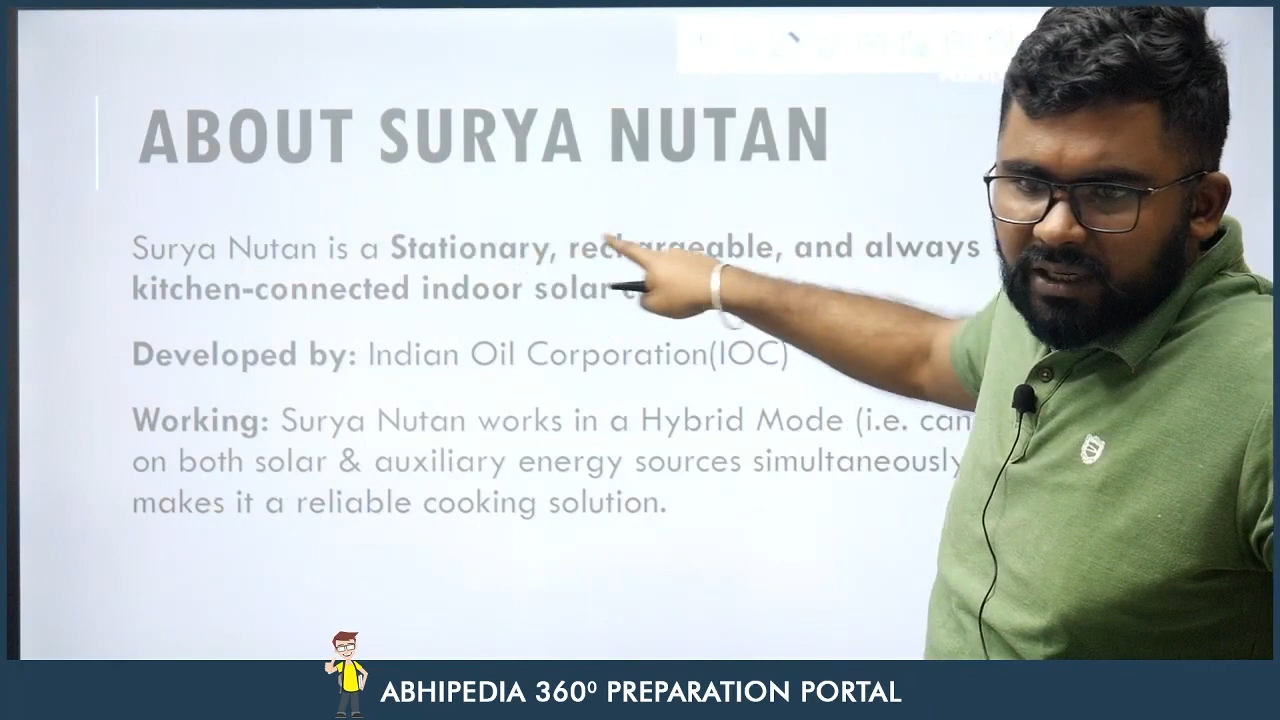 ABOUT SURYA NUTAN
Surya Nutan is a Stationary, rechargeable, and always
kitchen-connected indoor solar
Developed by: Indian Oil Corporation(IOC)
Working: Surya Nutan works in a Hybrid Mode (i.e. can
on both solar & auxiliary energy sources simultaneously
makes it a reliable cooking solution.
ABHIPEDIA 360⁰ PREPARATION PORTAL